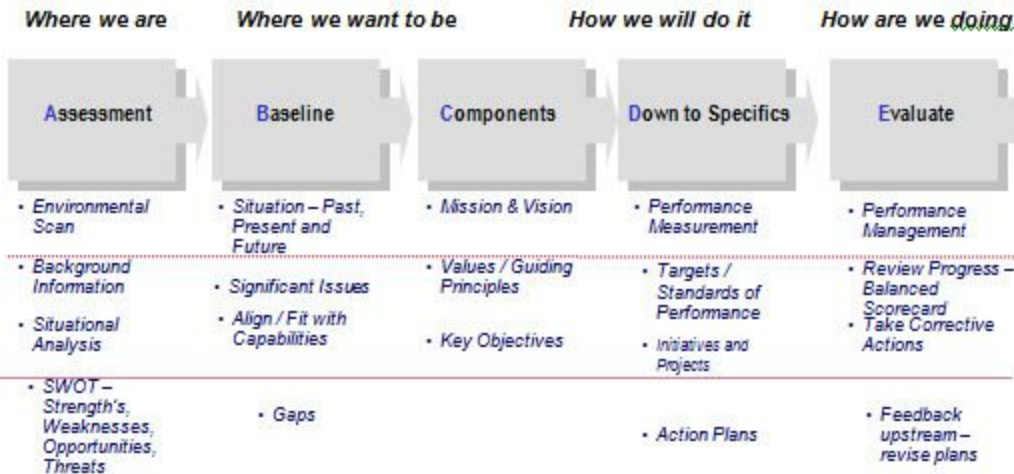 Where we are
Where we want to be
How we will do it
How are we doing
Assessment
Baseline
Components
Down to Specifics
Evaluate
• Environmental
Scan
• Background
Information
• Situational
Analysis
• SWOT –
Strength's,
Weaknesses,
Opportunities,
Threats
• Situation – Past,
Present and
Future
• Significant Issues
• Align / Fit with
Capabilities
• Gaps
• Mission & Vision
• Values / Guiding
Principles
• Key Objectives
• Performance
Measurement
• Targets /
Standards of
Performance
• Initiatives and
Projects
• Action Plans
• Performance
Management
• Review Progress –
Balanced
Scorecard
• Take Corrective
Actions
• Feedback
upstream –
revise plans